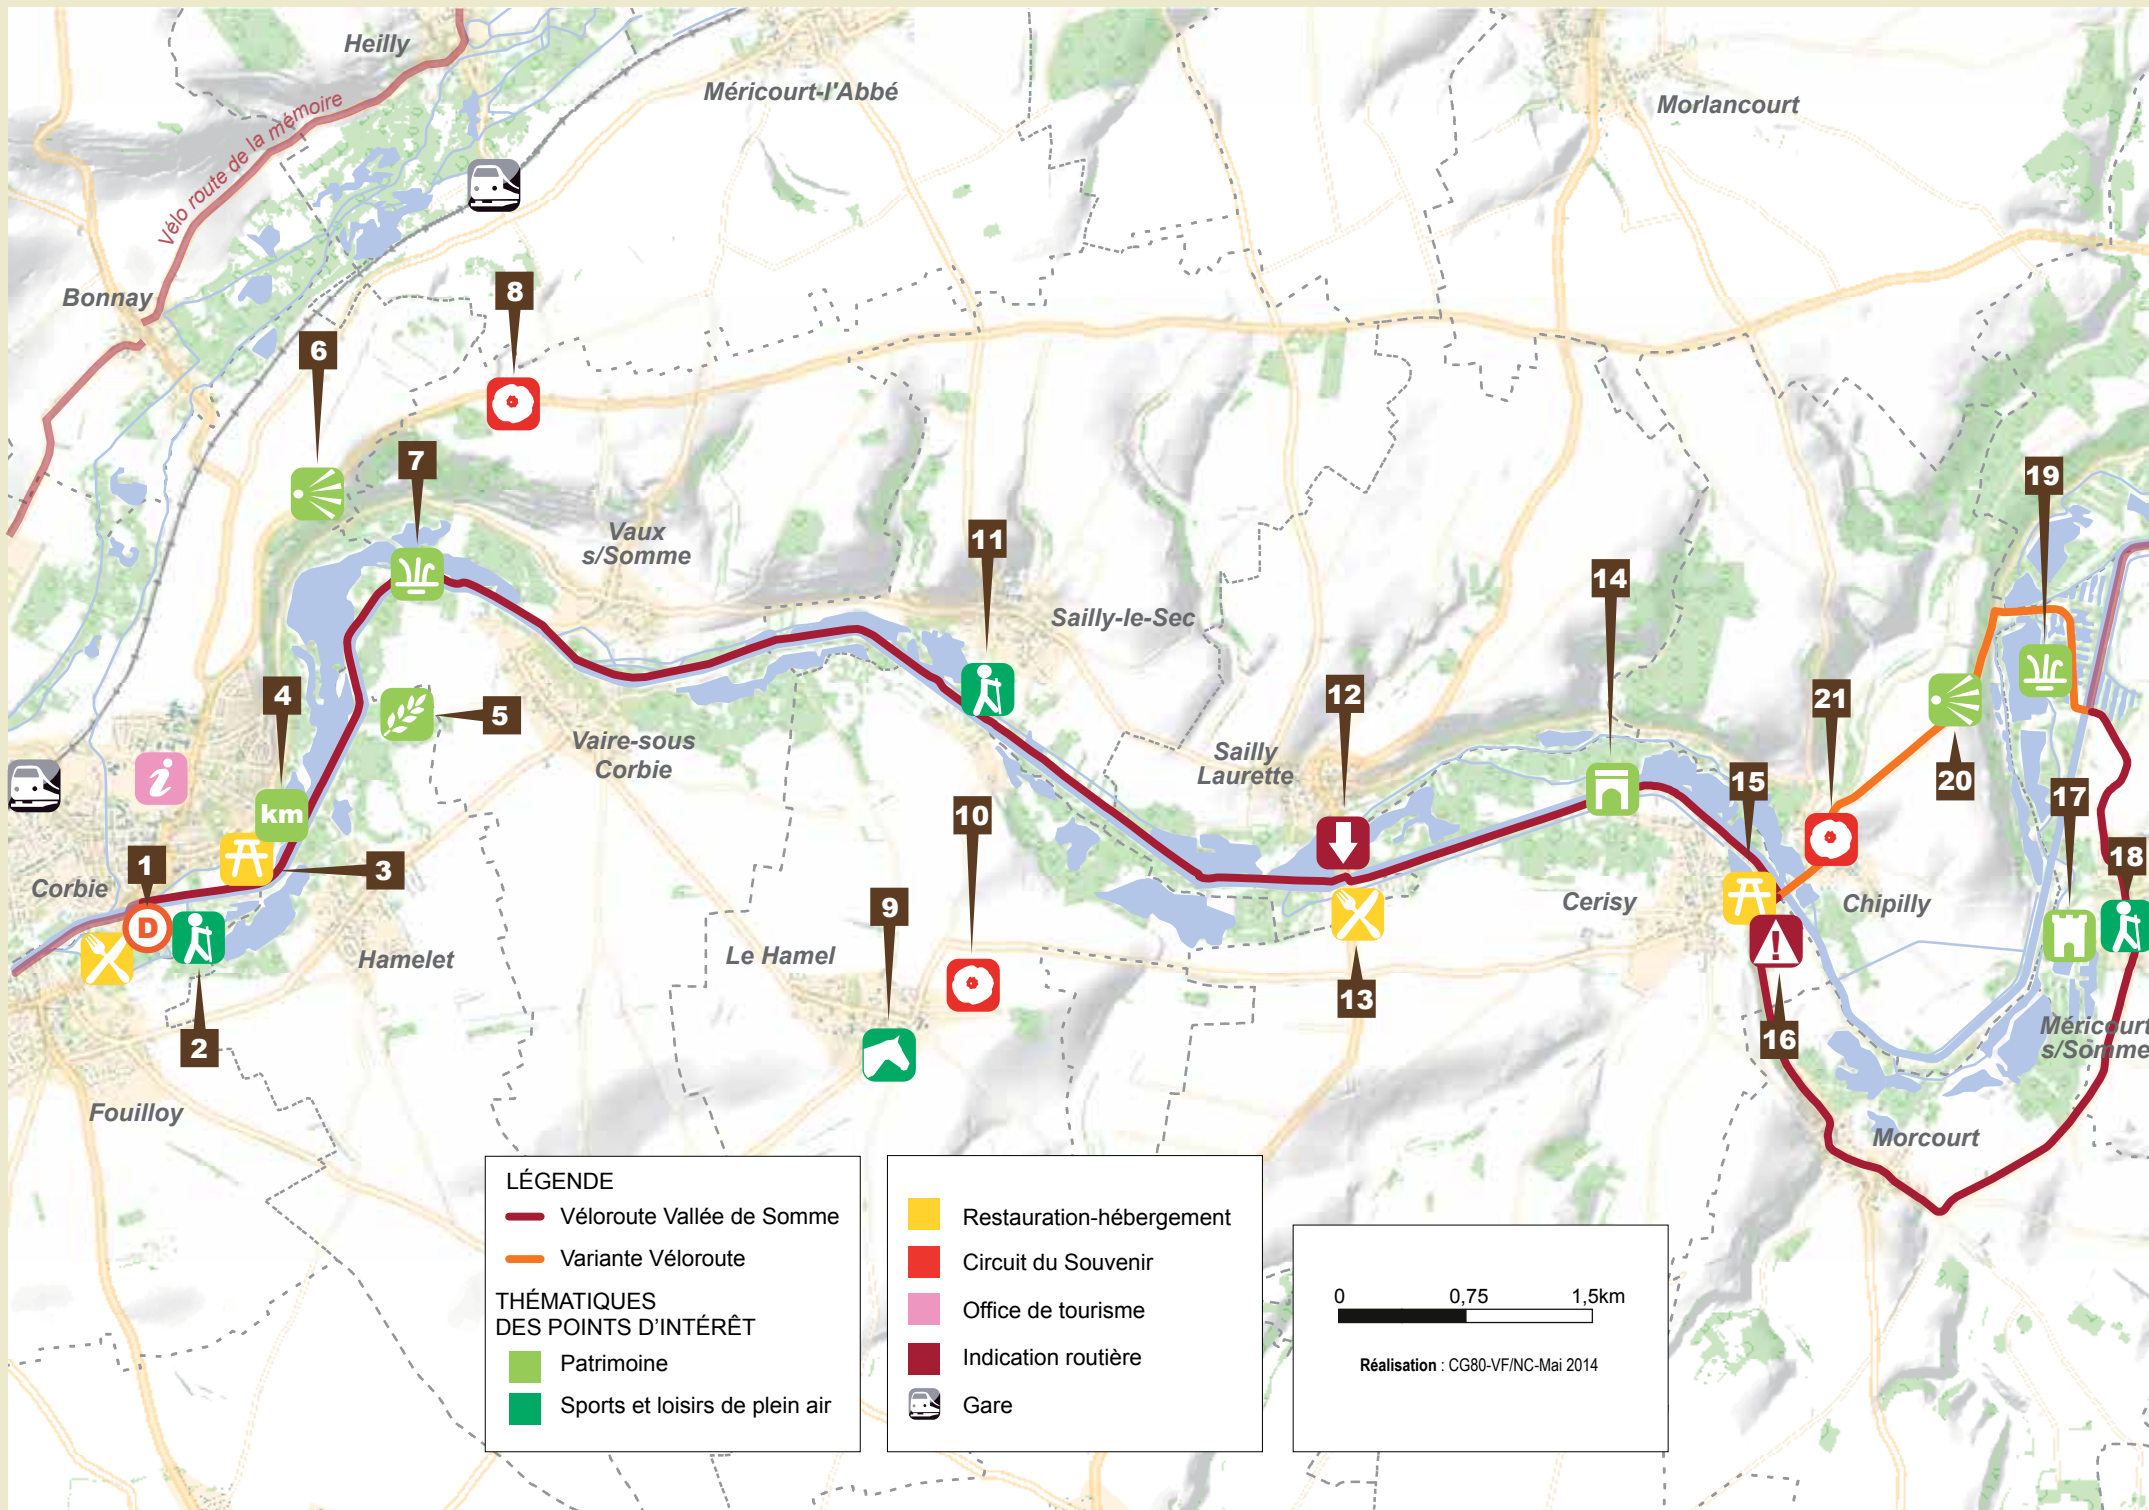 Heilly
Méricourt-l'Abbé
Morlancourt
Vélo route de la mémoire
Bonnay
8
6
7
19
Vaux
s/Somme
11
14
Sailly-le-Sec
4
5
12
21
Vaire-sous
Corbie
Sailly
Laurette
i
15
20
17
km
10
1
3
18
Corbie
9
Cerisy
Chipilly
D
Hamelet
Le Hamel
!
13
2
16
Méricourt
s/Somme
Fouilloy
Morcourt
LÉGENDE
Véloroute Vallée de Somme
Variante Véloroute
THÉMATIQUES
DES POINTS D'INTÉRÊT
Patrimoine
Sports et loisirs de plein air
Restauration-hébergement
Circuit du Souvenir
Office de tourisme
Indication routière
Gare
0 0,75 1,5km
Réalisation : CG80-VF/NC-Mai 2014